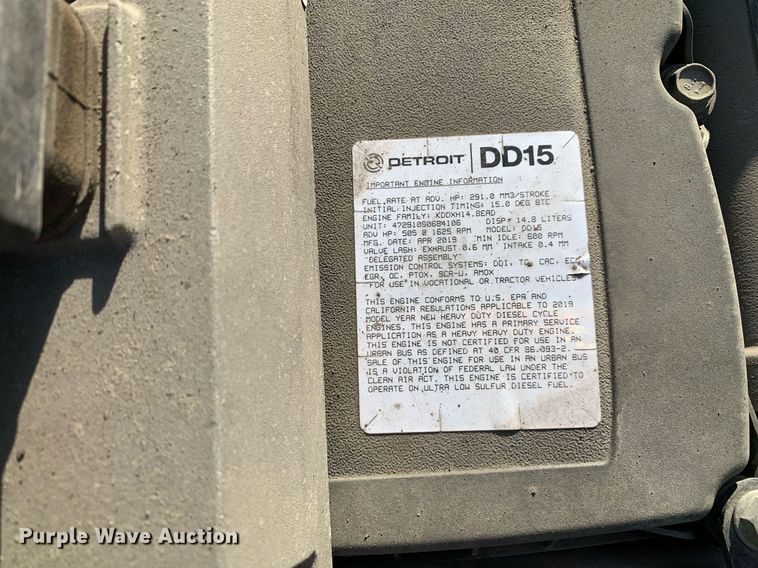 DETROIT DD15
IMPORTANT ENGINE INFORMATION
FUEL RATE AT ADV. HP: 291.0 MM3/STROKE
INITIAL INJECTION TIMING: 15.0 DEG BTC
ENGINE FAMILY: KDDXH14.8EAD DISP: 14.8 LITERS
UNIT: 472910S0684106 MODEL: DD15
ADV HP: 505 @ 1625 RPM MIN IDLE: 600 RPM
MFG. DATE: APR 2019
VALVE LASH: EXHAUST 0.6 MM INTAKE 0.4 MM
"DELEGATED ASSEMBLY"
EMISSION CONTROL SYSTEMS: DDI, TC, CAC,
EGR, OC, PTOX, SCR-U, AMOX
"FOR USE IN VOCATIONAL OR TRACTOR VEHICLES"
THIS ENGINE CONFORMS TO U.S. EPA AND
CALIFORNIA REGULATIONS APPLICABLE TO 2019
MODEL YEAR NEW HEAVY DUTY DIESEL CYCLE
ENGINES. THIS ENGINE HAS A PRIMARY SERVICE
APPLICATION AS A HEAVY HEAVY DUTY ENGINE.
THIS ENGINE IS NOT CERTIFIED FOR USE IN AN
URBAN BUS AS DEFINED AT 40 CFR 86.093-2.
SALE OF THIS ENGINE FOR USE IN AN URBAN BUS
IS A VIOLATION OF FEDERAL LAW UNDER THE
CLEAN AIR ACT. THIS ENGINE IS CERTIFIED TO
OPERATE ON ULTRA LOW SULFUR DIESEL FUEL.
Purple Wave Auction